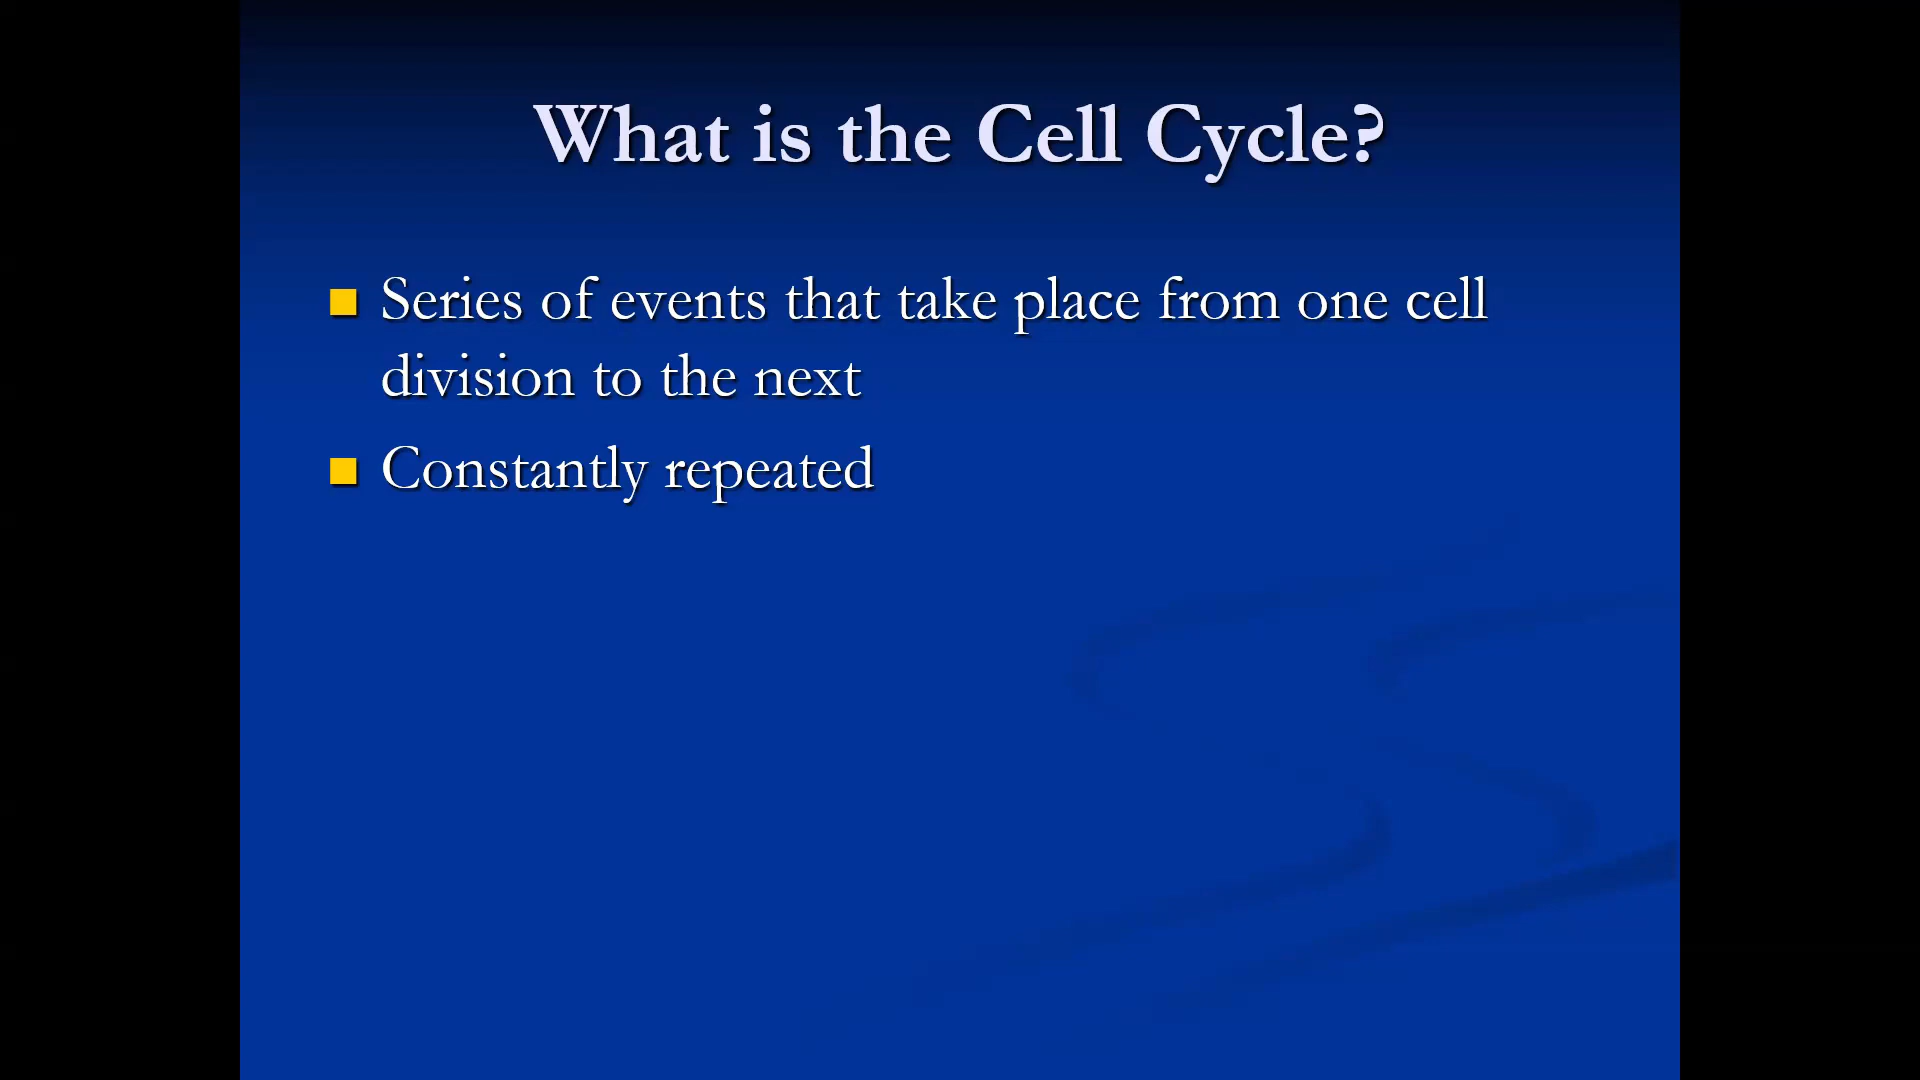 What is the Cell Cycle?
Series of events that take place from one cell
division to the next
Constantly repeated